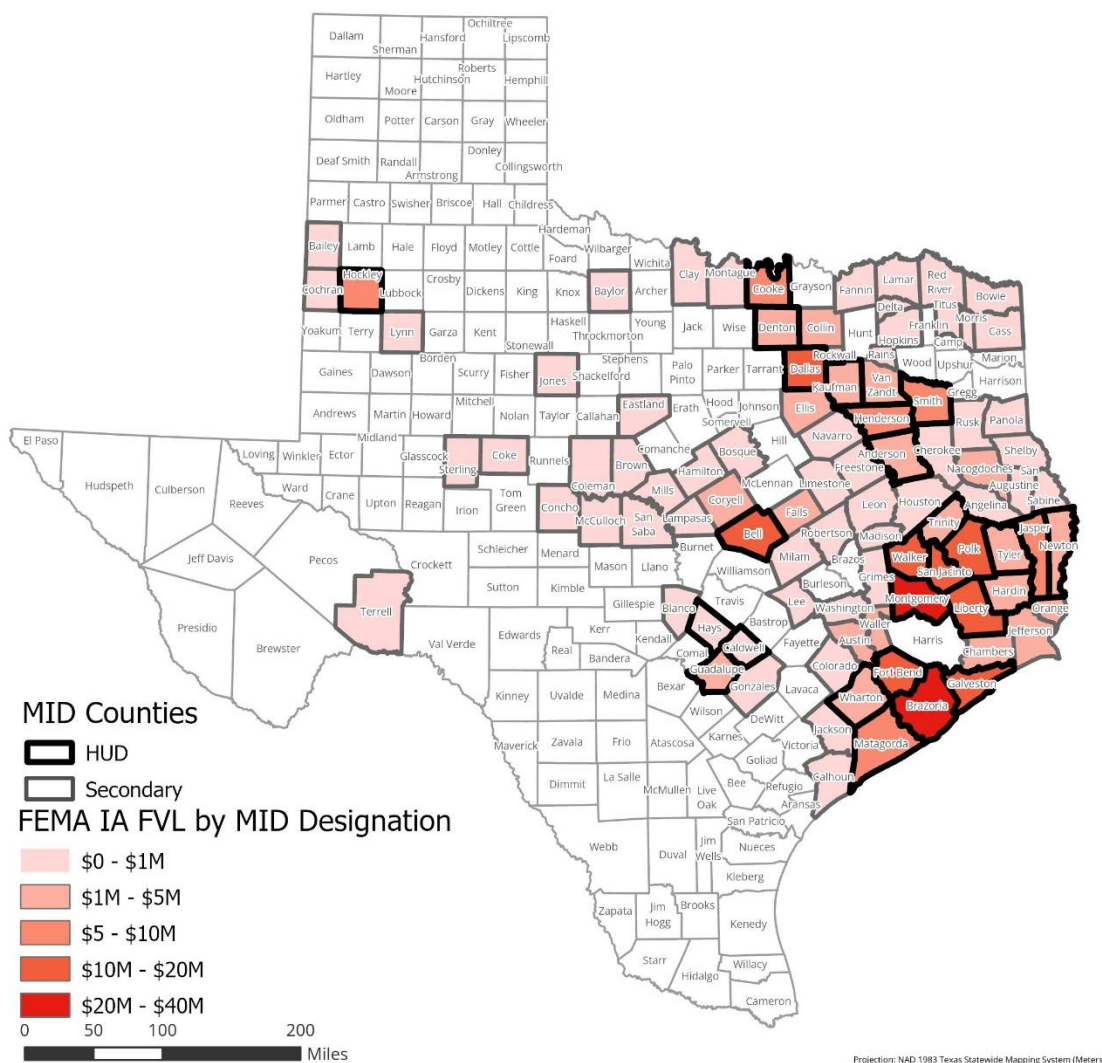 Ochiltree
Dallam Sherman Hansford Lipscomb
Hartley Moore Hutchinson Roberts Hemphill
Oldham Potter Carson Gray Wheeler
Deaf Smith Randall Armstrong Donley Collingsworth
Parmer Castro Swisher Briscoe Hall Childress
Hardeman
Bailey Lamb Hale Floyd Motley Cottle Foard Wilbarger Wichita Clay Montague Cooke Grayson Fannin Lamar Red River Bowie
Cochran Hockley Lubbock Crosby Dickens King Knox Baylor Archer Denton Collin Hunt Delta Hopkins Franklin Titus Morris Camp Cass
Yoakum Terry Lynn Garza Kent Stonewall Haskell Throckmorton Young Jack Wise Rockwall Rains Wood Upshur Marion
Gaines Dawson Borden Scurry Fisher Jones Shackelford Stephens Palo Pinto Parker Tarrant Dallas Kaufman Van Zandt Smith Gregg Harrison
Andrews Martin Howard Mitchell Nolan Taylor Callahan Eastland Erath Hood Somervell Johnson Ellis Henderson Rusk Panola
El Paso Loving Winkler Ector Midland Glasscock Sterling Coke Runnels Coleman Brown Comanche Hamilton Bosque Hill Navarro Anderson Cherokee Nacogdoches Shelby
Hudspeth Culberson Reeves Ward Crane Upton Reagan Irion Tom Green Concho McCulloch San Saba Mills Lampasas Coryell McLennan Falls Limestone Freestone Leon Houston Angelina San Augustine Sabine
Jeff Davis Pecos Crockett Schleicher Menard Mason Llano Burnet Bell Milam Robertson Madison Trinity Polk Tyler Jasper Newton
Presidio Brewster Terrell Val Verde Sutton Kimble Gillespie Blanco Williamson Travis Burleson Brazos Grimes Walker San Jacinto Hardin Orange
Edwards Real Kerr Bandera Kendall Comal Hays Caldwell Bastrop Lee Washington Waller Montgomery Liberty Jefferson
Kinney Uvalde Medina Bexar Guadalupe Gonzales Fayette Colorado Austin Harris Chambers
Maverick Zavala Frio Atascosa Wilson Karnes DeWitt Lavaca Wharton Fort Bend Brazoria Galveston
Dimmit La Salle McMullen Live Oak Bee Goliad Victoria Jackson Matagorda
Refugio Calhoun
Aransas
San Patricio
Webb Duval Jim Wells Nueces
Kleberg
Zapata Jim Hogg Brooks Kenedy
Starr Hidalgo Willacy
Cameron
MID Counties
HUD
Secondary
FEMA IA FVL by MID Designation
$0 - $1M
$1M - $5M
$5 - $10M
$10M - $20M
$20M - $40M
0 50 100 200
Miles
Projection: NAD 1983 Texas Statewide Mapping System (Meters